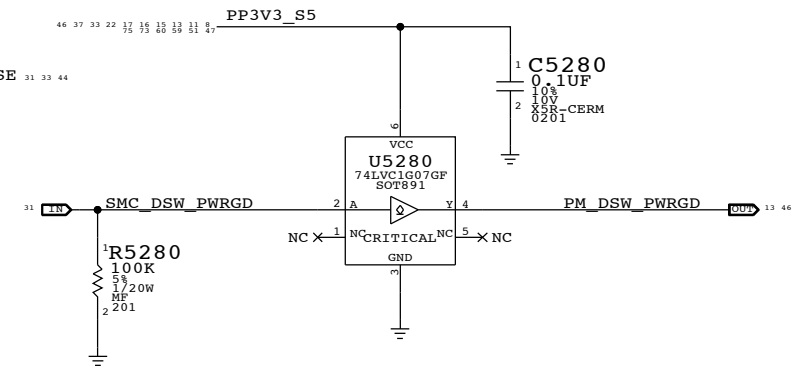 46 37 33 22 17 16 15 13 11 8
75 73 60 59 51 47
PP3V3_S5
SE 31 33 44
1 C5280
0.1UF
10%
10V
2 X5R-CERM
0201
6
VCC
U5280
74LVC1G07GF
SOT891
31 IN SMC_DSW_PWRGD 2 A Y 4 PM_DSW_PWRGD OUT 13 46
NC 1 NC CRITICAL NC 5 NC
GND
3
1 R5280
100K
5%
1/20W
MF
2 201